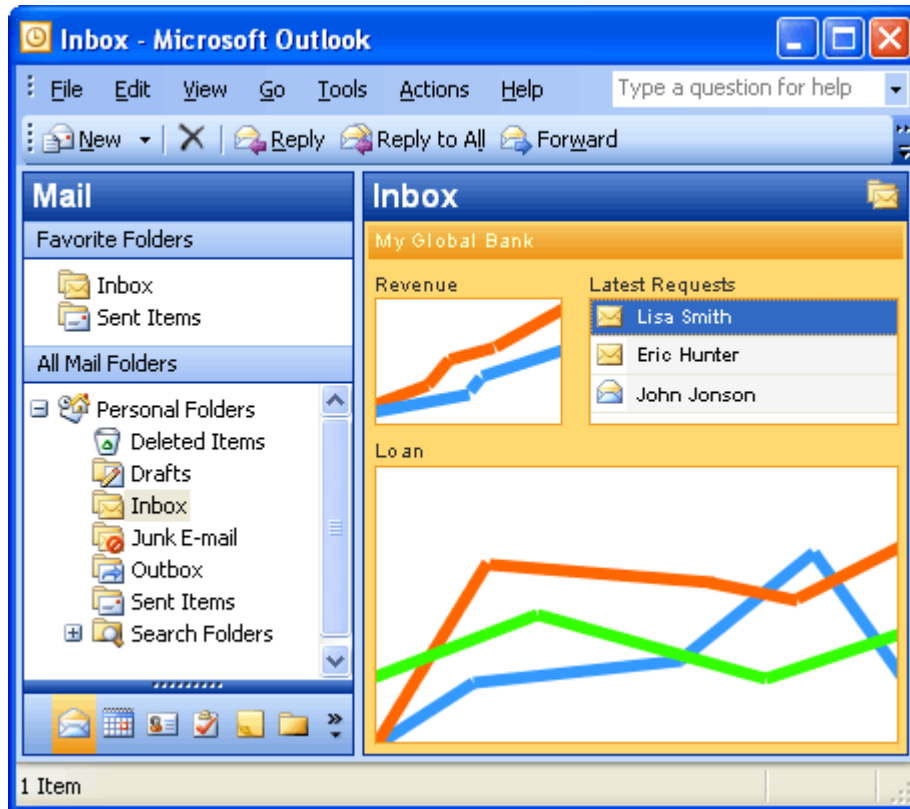 Inbox - Microsoft Outlook
File Edit View Go Tools Actions Help Type a question for help
New Reply Reply to All Forward
Mail
Favorite Folders
Inbox
Sent Items
All Mail Folders
Personal Folders
Deleted Items
Drafts
Inbox
Junk E-mail
Outbox
Sent Items
Search Folders
Inbox
My Global Bank
Revenue
Latest Requests
Lisa Smith
Eric Hunter
John Jonson
Loan
1 Item